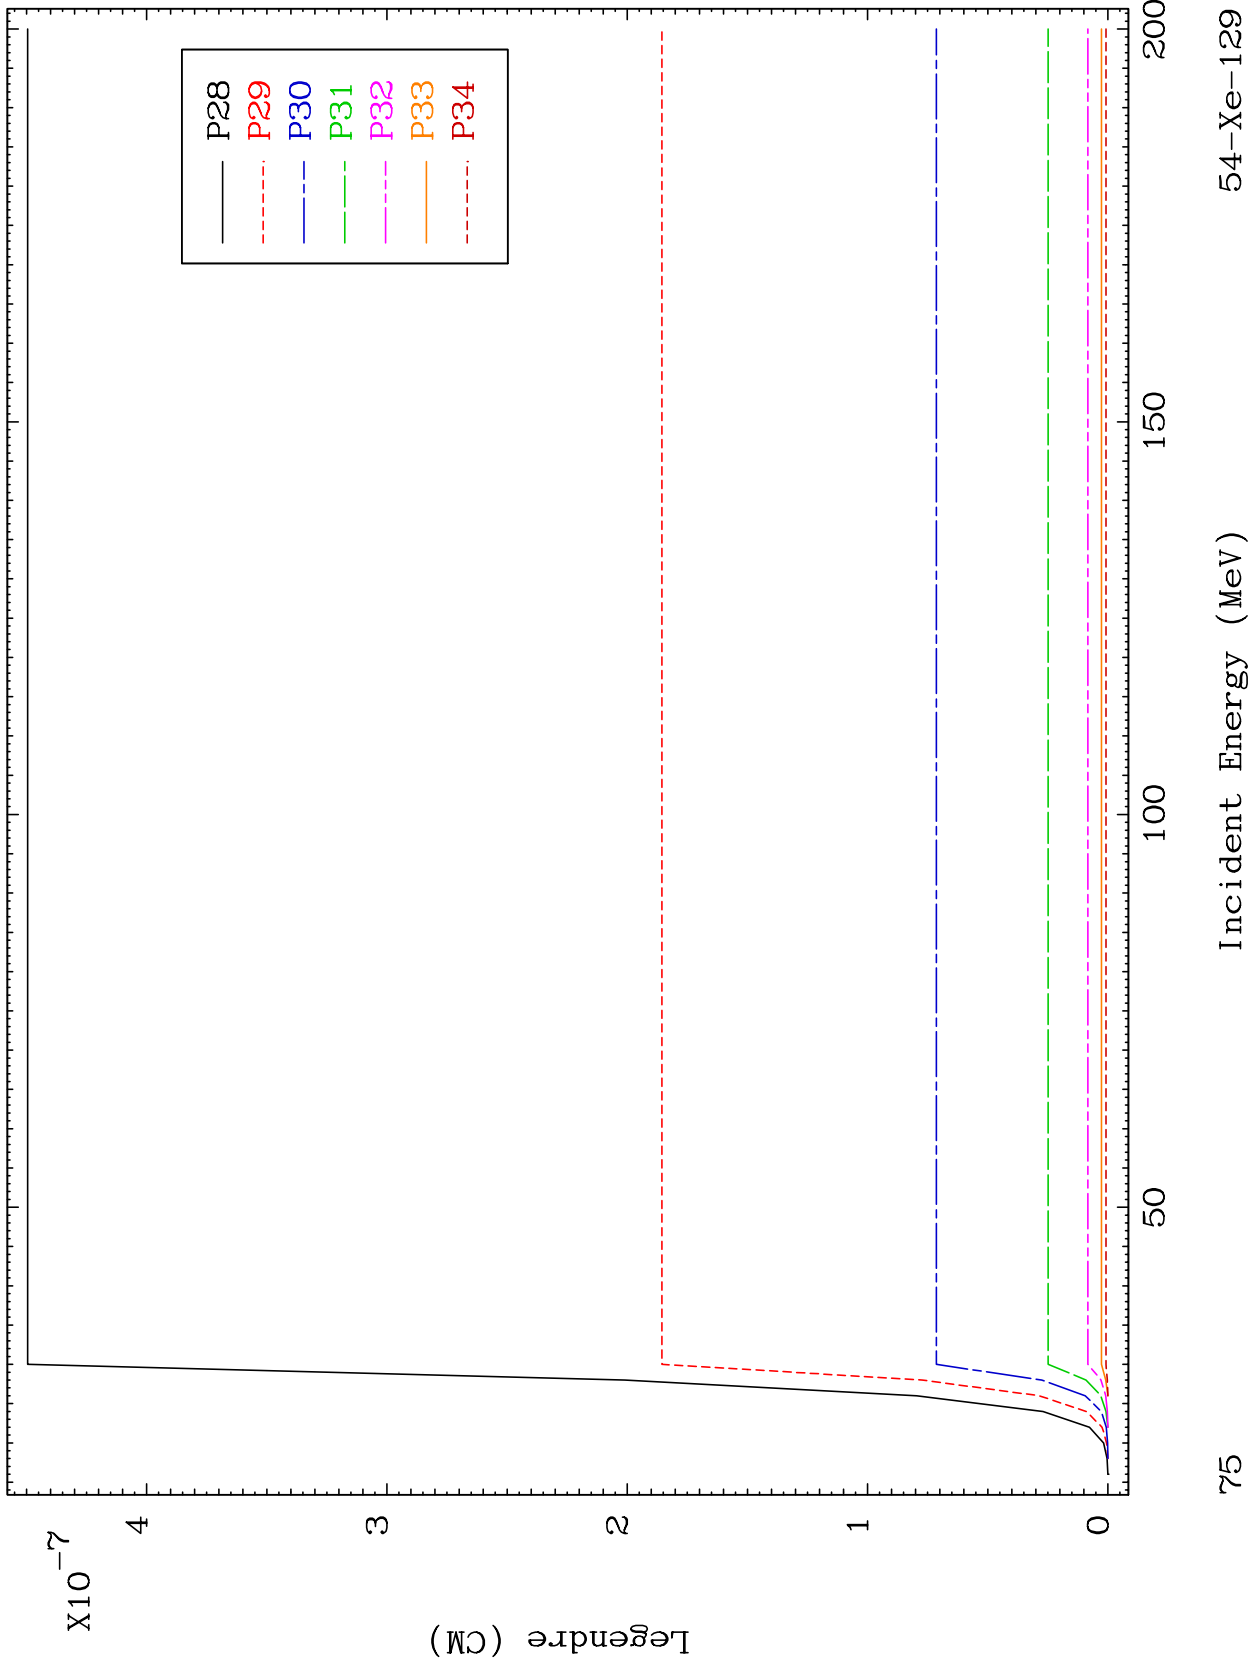 X10-7
4
3
2
1
0
Legendre (CM)
P28
P29
P30
P31
P32
P33
P34
50
100
150
200
Incident Energy (MeV)
75
54-Xe-129